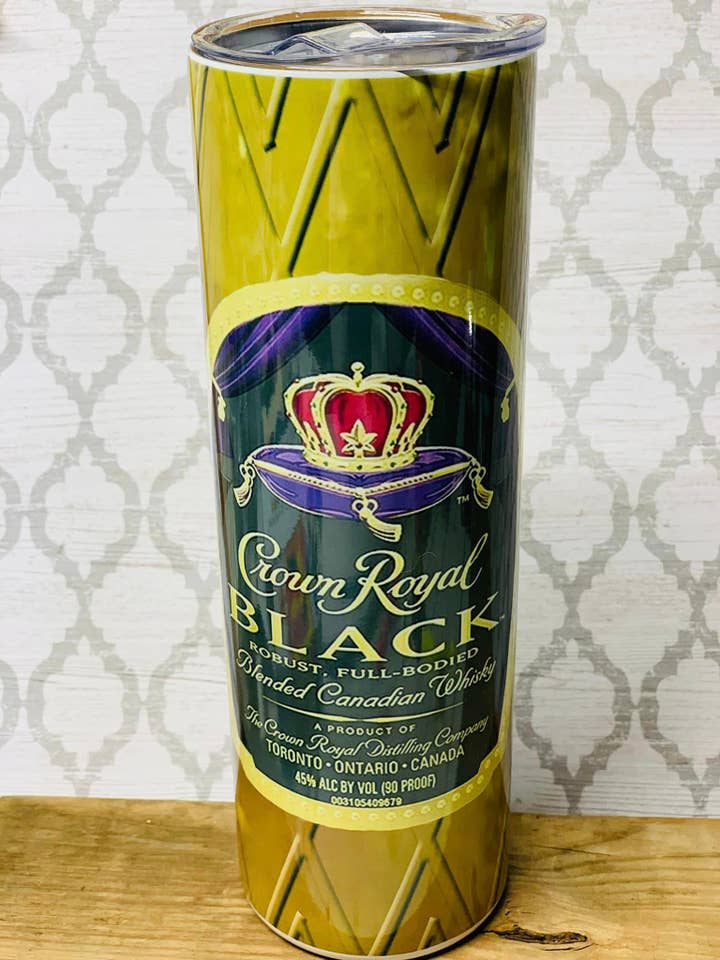 TM
Crown Royal
BLACK
ROBUST, FULL-BODIED
Blended Canadian Whisky
A PRODUCT OF
The Crown Royal Distilling Company
TORONTO • ONTARIO • CANADA
45% ALC BY VOL (90 PROOF)
003105409679